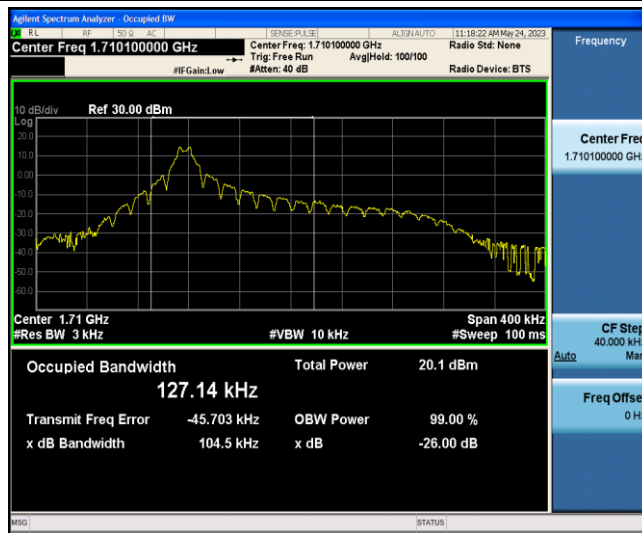 Agilent Spectrum Analyzer - Occupied BW
RL RF 50 Ω AC SENSE:PULSE ALIGN AUTO 11:18:22 AM May 24, 2023
Center Freq 1.710100000 GHz
Center Freq: 1.710100000 GHz
Radio Std: None
Trig: Free Run
Avg|Hold: 100/100
#IFGain:Low
#Atten: 40 dB
Radio Device: BTS
10 dB/div Ref 30.00 dBm
Log
20.0
10.0
0.00
-10.0
-20.0
-30.0
-40.0
-50.0
-60.0
Center 1.71 GHz Span 400 kHz
#Res BW 3 kHz #VBW 10 kHz #Sweep 100 ms
Occupied Bandwidth Total Power 20.1 dBm
127.14 kHz
Transmit Freq Error -45.703 kHz OBW Power 99.00 %
x dB Bandwidth 104.5 kHz x dB -26.00 dB
MSG STATUS
Frequency
Center Fre
1.710100000 GH
CF Step
40.000 kH
Auto Ma
Freq Offse
0 H